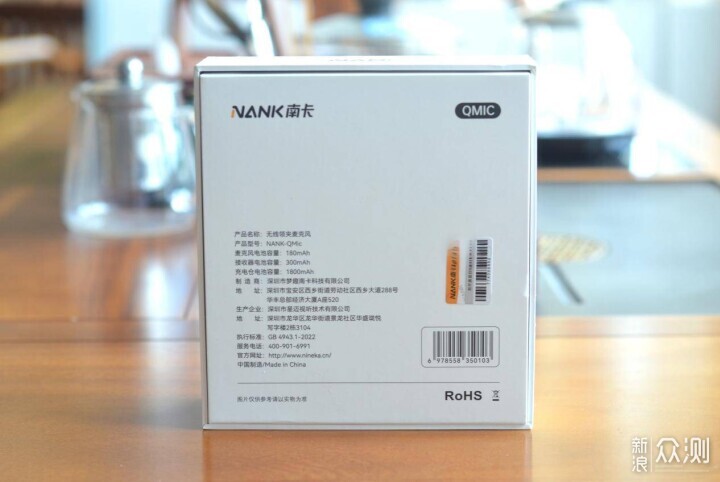 NANK南卡
QMIC
产品名称：无线领夹麦克风
产品型号：NANK-QMic
麦克风电池容量：160mAh
接收器电池容量：300mAh
充电仓电池容量：1800mAh
制 造 商：深圳市梦徽南卡科技有限公司
地 址：深圳市宝安区西乡街道劳动社区西乡大道288号
华丰总部经济大厦A座520
生产企业：深圳市星迈视听技术有限公司
地 址：深圳市龙华区龙华街道景龙社区华盛珑悦
写字楼2栋3104
执行标准：GB 4943.1-2022
服务电话：400-901-6991
官方网址：http://www.nineka.cn/
中国制造/Made in China
NANK
6 978558 350103
图片仅供参考请以实物为准
RoHS
新浪
众测